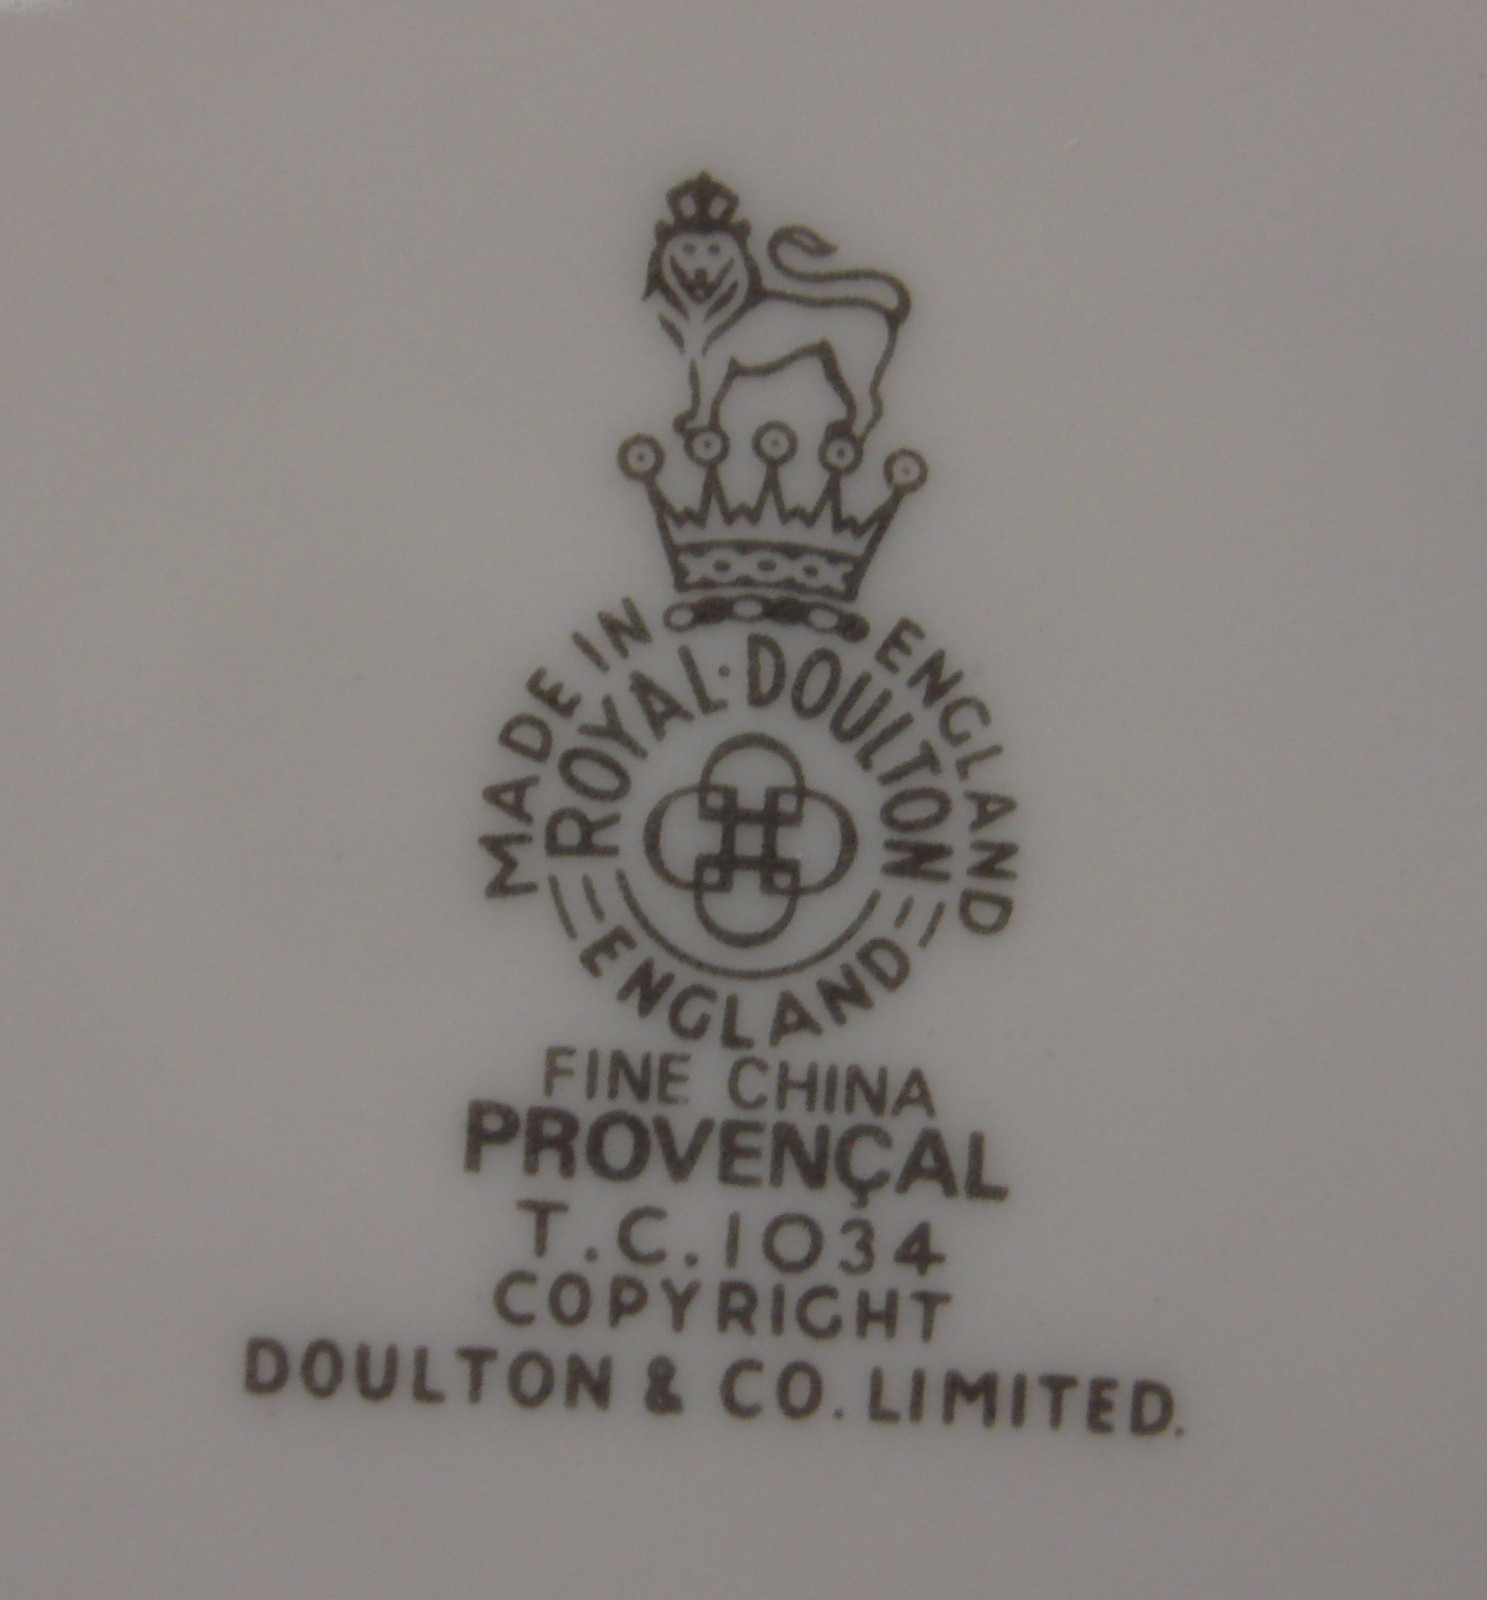 MADE IN ENGLAND
ROYAL·DOULTON
ENGLAND
FINE CHINA
PROVENÇAL
T.C.1034
COPYRIGHT
DOULTON & CO. LIMITED.